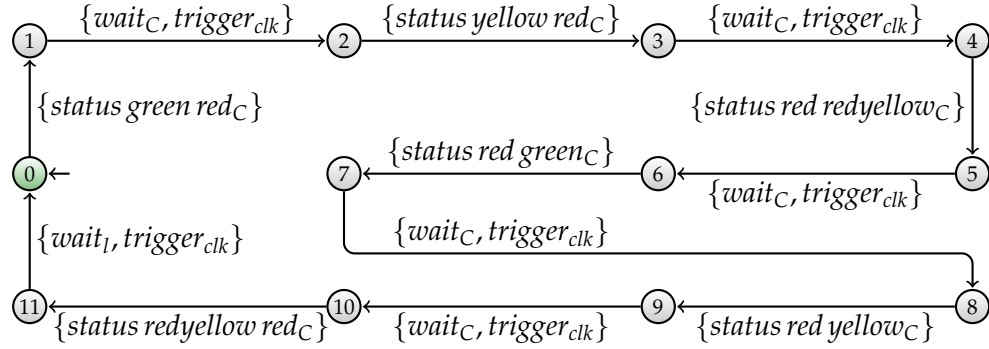 {wait_C, trigger_clk} {status yellow red_C} {wait_C, trigger_clk}
1 2 3 4
{status green red_C} {status red redyellow_C}
{status red green_C}
0 7 6 5
{wait_C, trigger_clk}
{wait_l, trigger_clk} {wait_C, trigger_clk}
11 10 9 8
{status redyellow red_C} {wait_C, trigger_clk} {status red yellow_C}